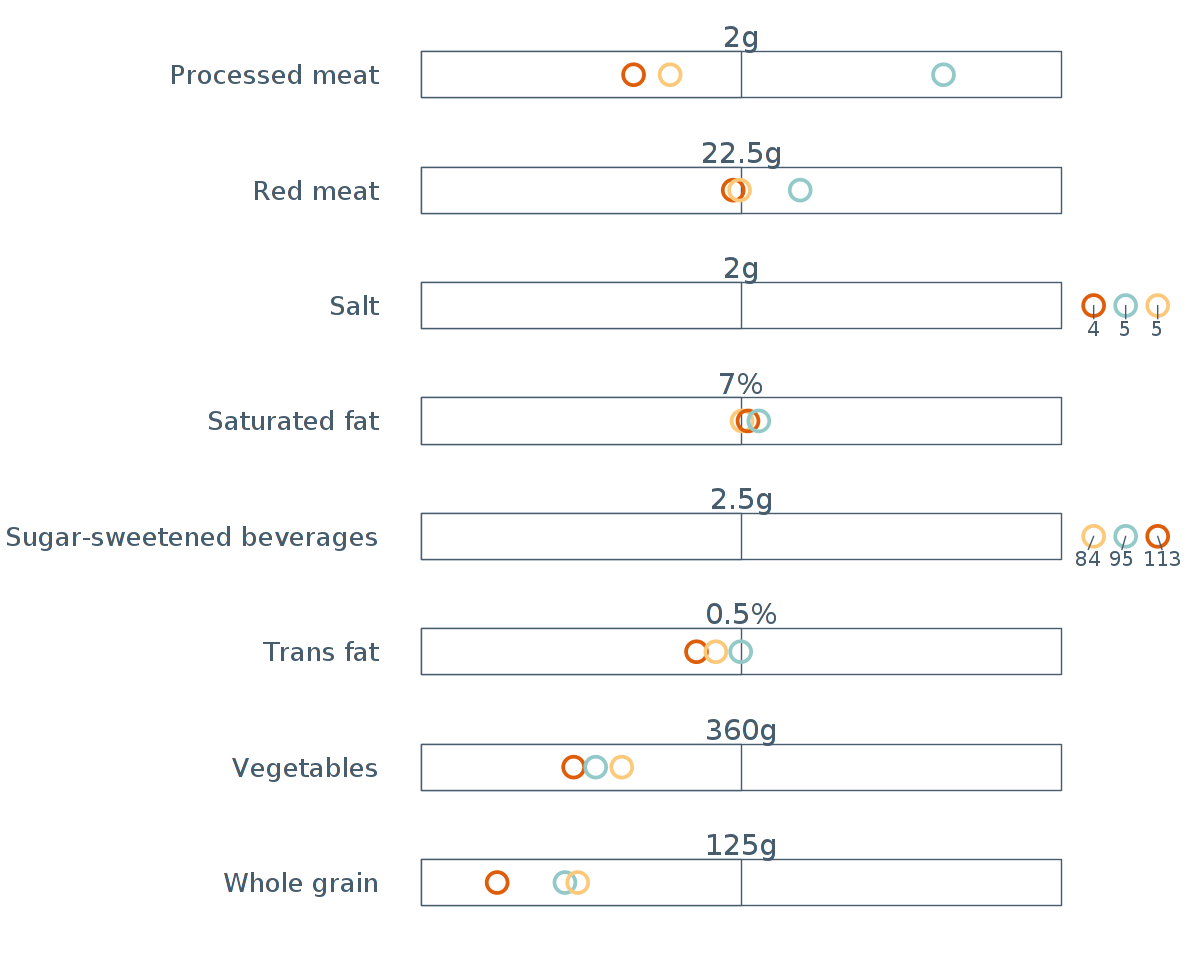 2g
Processed meat
22.5g
Red meat
2g
Salt
4 5 5
7%
Saturated fat
2.5g
Sugar-sweetened beverages
84 95 113
0.5%
Trans fat
360g
Vegetables
125g
Whole grain